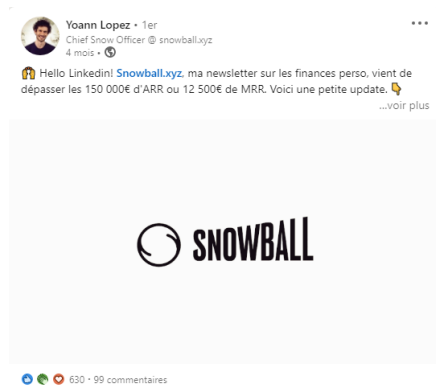 Yoann Lopez • 1er
Chief Snow Officer @ snowball.xyz
4 mois •
Hello Linkedin! Snowball.xyz, ma newsletter sur les finances perso, vient de
dépasser les 150 000€ d'ARR ou 12 500€ de MRR. Voici une petite update.
...voir plus
SNOWBALL
630 • 99 commentaires